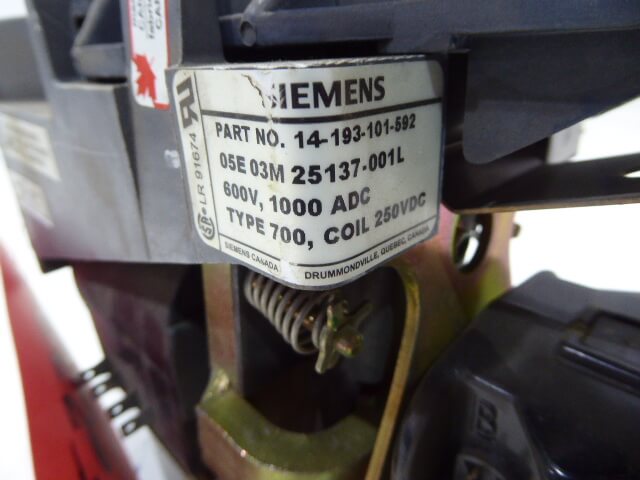 SIEMENS
PART NO. 14-193-101-592
05E 03M 25137-001L
600V, 1000 ADC
TYPE 700, COIL 250VDC
SIEMENS CANADA
DRUMMONDVILLE, QUEBEC, CANADA
LR 91674